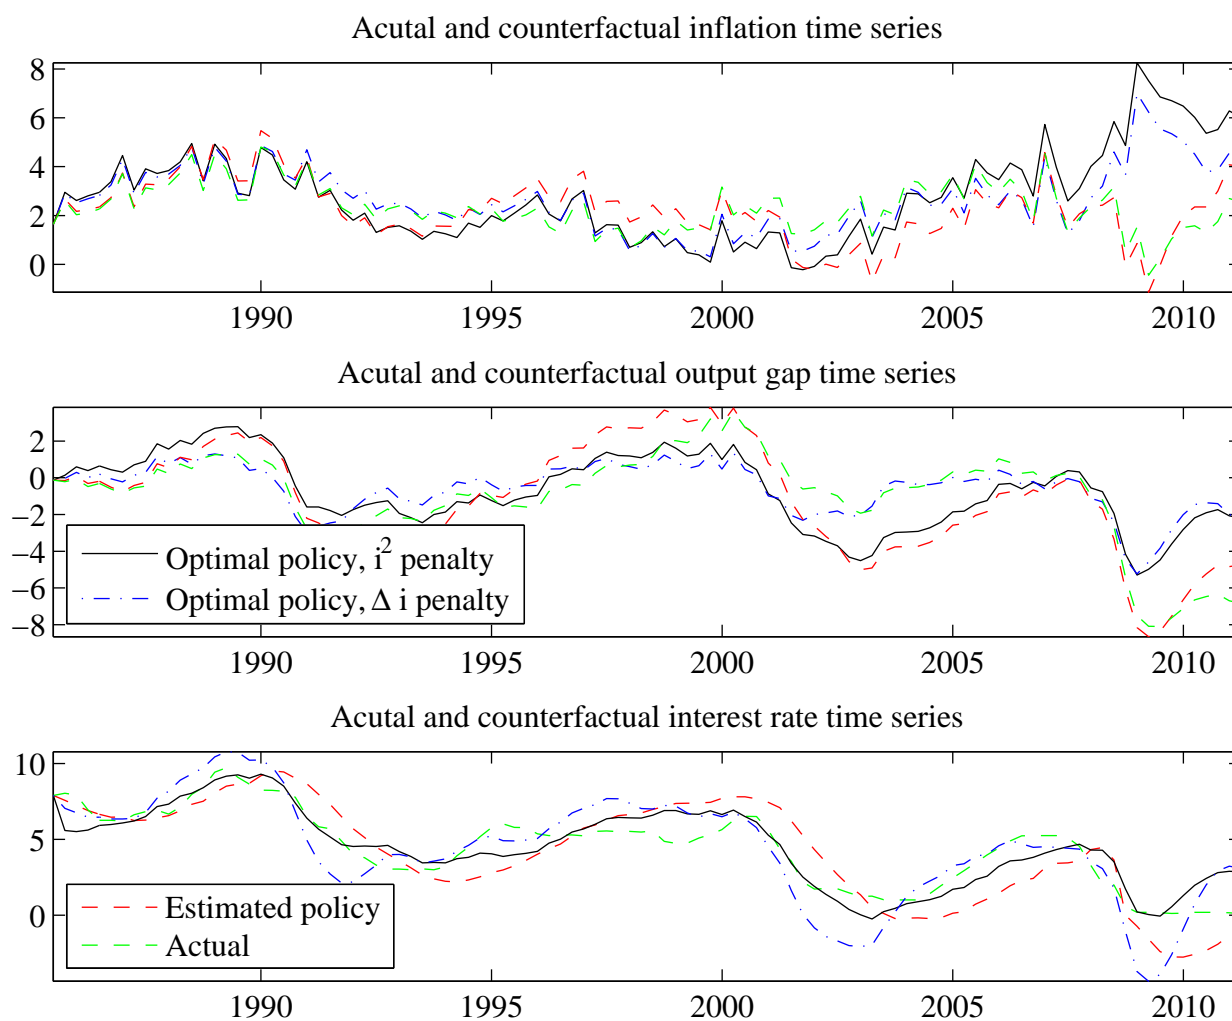 Acutal and counterfactual inflation time series
8
6
4
2
0
1990 1995 2000 2005 2010
Acutal and counterfactual output gap time series
2
0
−2
−4
−6
−8
Optimal policy, i² penalty
Optimal policy, Δ i penalty
1990 1995 2000 2005 2010
Acutal and counterfactual interest rate time series
10
5
0
Estimated policy
Actual
1990 1995 2000 2005 2010